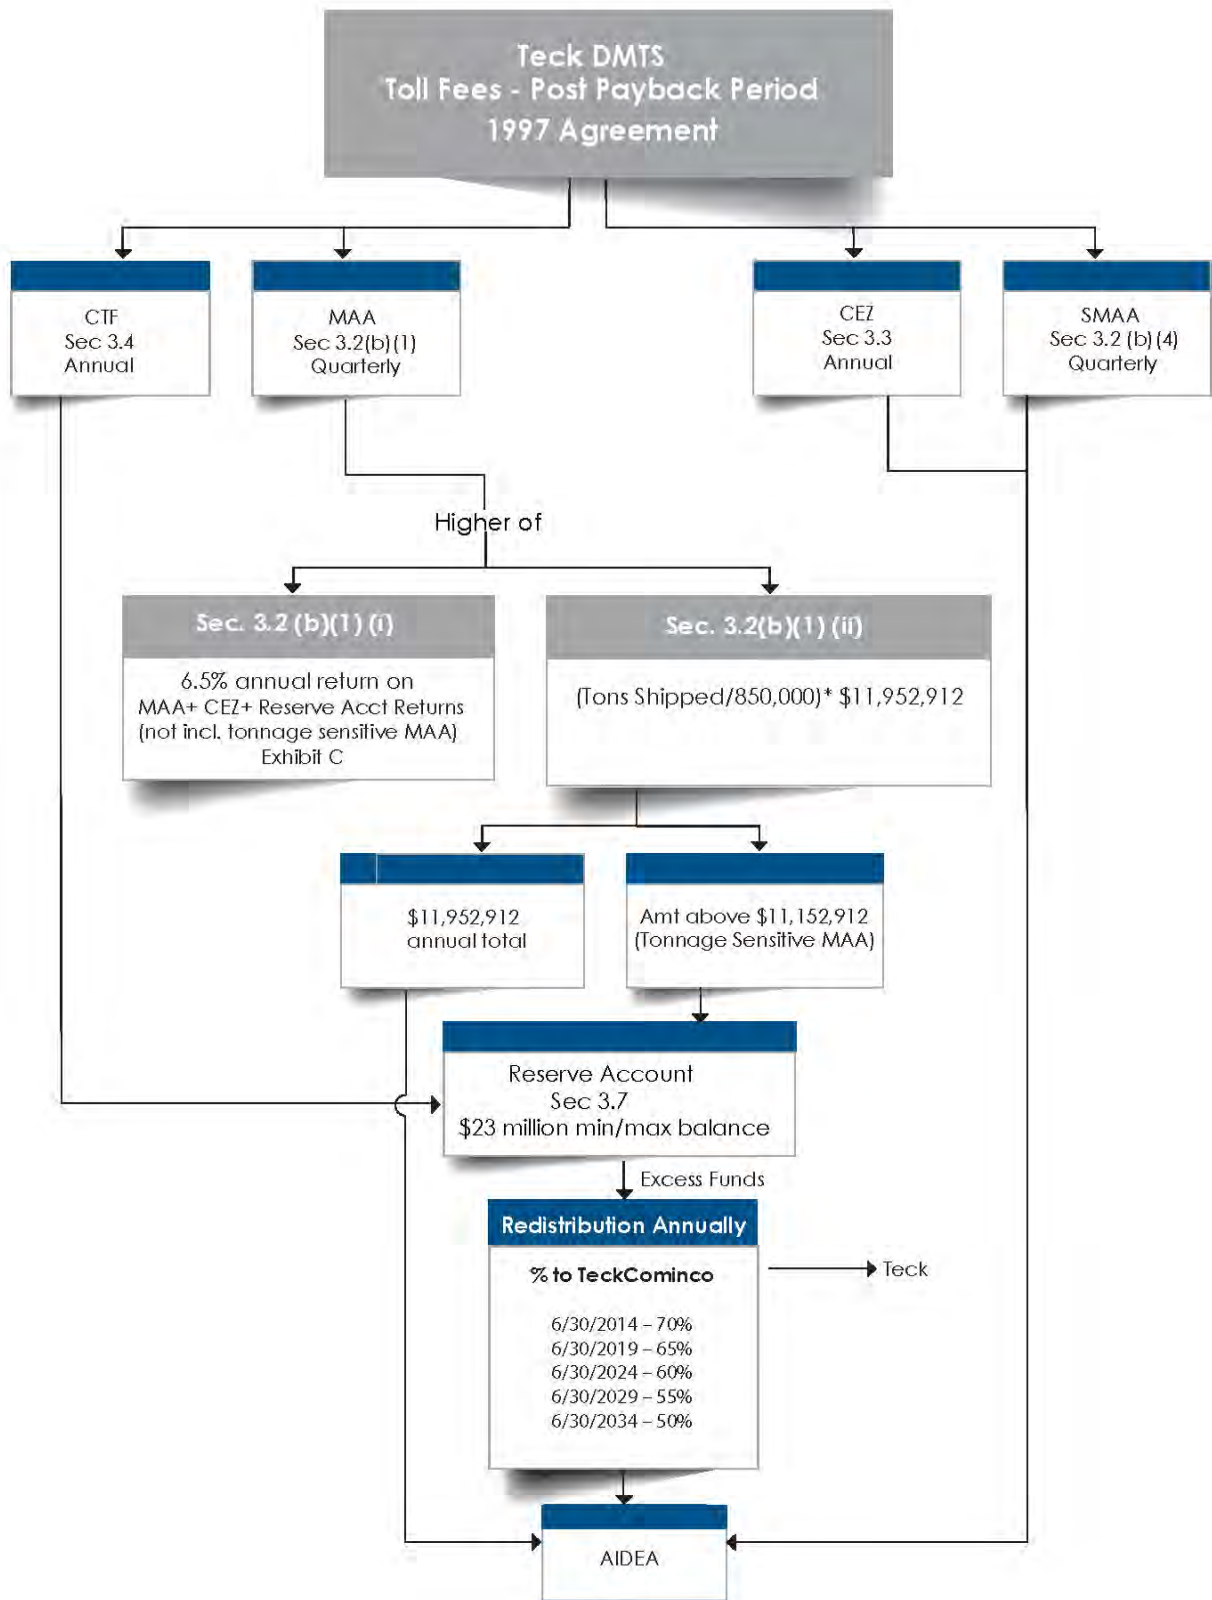 Teck DMTS
Toll Fees - Post Payback Period
1997 Agreement
CTF
Sec 3.4
Annual
MAA
Sec 3.2(b)(1)
Quarterly
CEZ
Sec 3.3
Annual
SMAA
Sec 3.2 (b)(4)
Quarterly
Higher of
Sec. 3.2 (b)(1) (i)
6.5% annual return on
MAA+ CEZ+ Reserve Acct Returns
(not incl. tonnage sensitive MAA)
Exhibit C
Sec. 3.2(b)(1) (ii)
(Tons Shipped/850,000)* $11,952,912
$11,952,912
annual total
Amt above $11,152,912
(Tonnage Sensitive MAA)
Reserve Account
Sec 3.7
$23 million min/max balance
Excess Funds
Redistribution Annually
% to TeckCominco
6/30/2014 – 70%
6/30/2019 – 65%
6/30/2024 – 60%
6/30/2029 – 55%
6/30/2034 – 50%
Teck
AIDEA